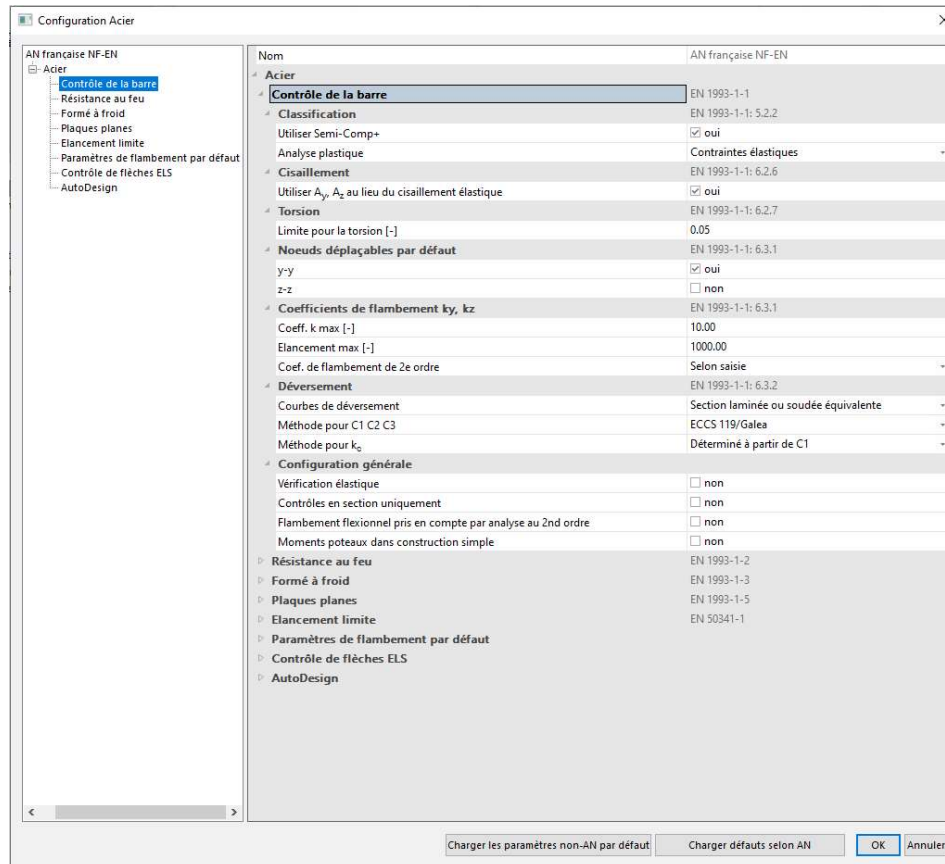 Configuration Acier
AN française NF-EN
Acier
Contrôle de la barre
Résistance au feu
Formé à froid
Plaques planes
Elancement limite
Paramètres de flambement par défaut
Contrôle de flèches ELS
AutoDesign
Nom AN française NF-EN
Acier
Contrôle de la barre EN 1993-1-1
Classification EN 1993-1-1: 5.2.2
Utiliser Semi-Comp+ oui
Analyse plastique Contraintes élastiques
Cisaillement EN 1993-1-1: 6.2.6
Utiliser Ay, Az au lieu du cisaillement élastique oui
Torsion EN 1993-1-1: 6.2.7
Limite pour la torsion [-] 0.05
Noeuds déplaçables par défaut EN 1993-1-1: 6.3.1
y-y oui
z-z non
Coefficients de flambement ky, kz EN 1993-1-1: 6.3.1
Coeff. k max [-] 10.00
Elancement max [-] 1000.00
Coef. de flambement de 2e ordre Selon saisie
Déversement EN 1993-1-1: 6.3.2
Courbes de déversement Section laminée ou soudée équivalente
Méthode pour C1 C2 C3 ECCS 119/Galea
Méthode pour kc Déterminé à partir de C1
Configuration générale
Vérification élastique non
Contrôles en section uniquement non
Flambement flexionnel pris en compte par analyse au 2nd ordre non
Moments poteaux dans construction simple non
Résistance au feu EN 1993-1-2
Formé à froid EN 1993-1-3
Plaques planes EN 1993-1-5
Elancement limite EN 50341-1
Paramètres de flambement par défaut
Contrôle de flèches ELS
AutoDesign
Charger les paramètres non-AN par défaut Charger défauts selon AN OK Annuler